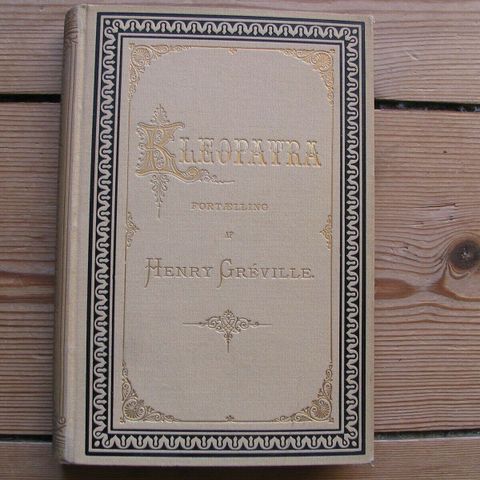 KLEOPATRA
FORTÆLLING
AF
HENRY GRÉVILLE.